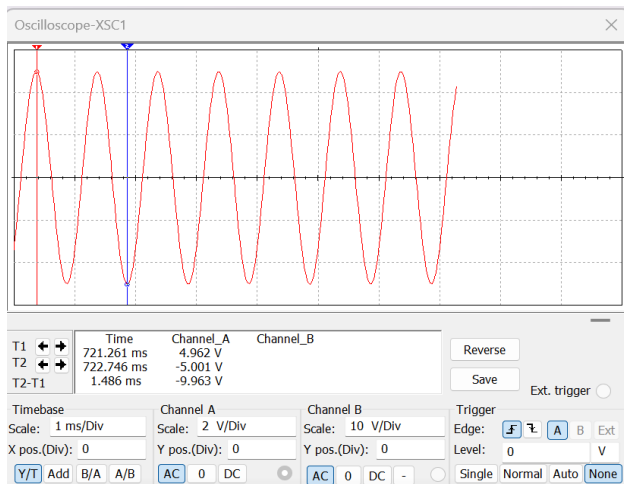 Oscilloscope-XSC1
1
2
Time Channel_A Channel_B
T1 721.261 ms 4.962 V
T2 722.746 ms -5.001 V
T2-T1 1.486 ms -9.963 V
Reverse
Save
Ext. trigger
Timebase
Scale: 1 ms/Div
X pos.(Div): 0
Y/T Add B/A A/B
Channel A
Scale: 2 V/Div
Y pos.(Div): 0
AC 0 DC
Channel B
Scale: 10 V/Div
Y pos.(Div): 0
AC 0 DC -
Trigger
Edge: A B Ext
Level: 0 V
Single Normal Auto None